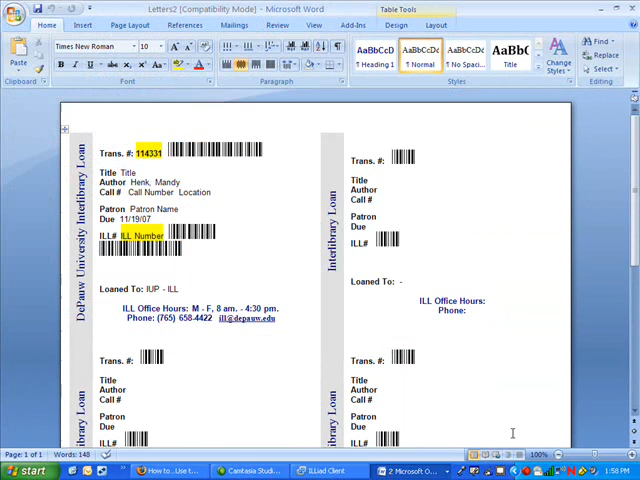 Letters2 [Compatibility Mode] - Microsoft Word
Table Tools
Home Insert Page Layout References Mailings Review View Add-Ins Design Layout
Paste
Times New Roman 10
AaBbCcD AaBbCcDc AaBbCcDc AaBbC
¶ Heading 1 ¶ Normal ¶ No Spaci... Title
Change Styles
Find
Replace
Select
Clipboard Font Paragraph Styles Editing
DePauw University Interlibrary Loan
Trans. #: 114331
Title Title
Author Henk, Mandy
Call # Call Number Location
Patron Patron Name
Due 11/19/07
ILL# ILL Number
Loaned To: IUP - ILL
ILL Office Hours: M - F, 8 am. - 4:30 pm.
Phone: (765) 658-4422 ill@depauw.edu
Interlibrary Loan
Trans. #:
Title
Author
Call #
Patron
Due
ILL#
Loaned To: -
ILL Office Hours:
Phone:
Loan
Trans. #:
Title
Author
Call #
Patron
Due
ILL#
Loan
Trans. #:
Title
Author
Call #
Patron
Due
ILL#
Page: 1 of 1 Words: 148 100%
start How to...Use t... Camtasia Studi... ILLiad Client 2 Microsoft O... 1:58 PM